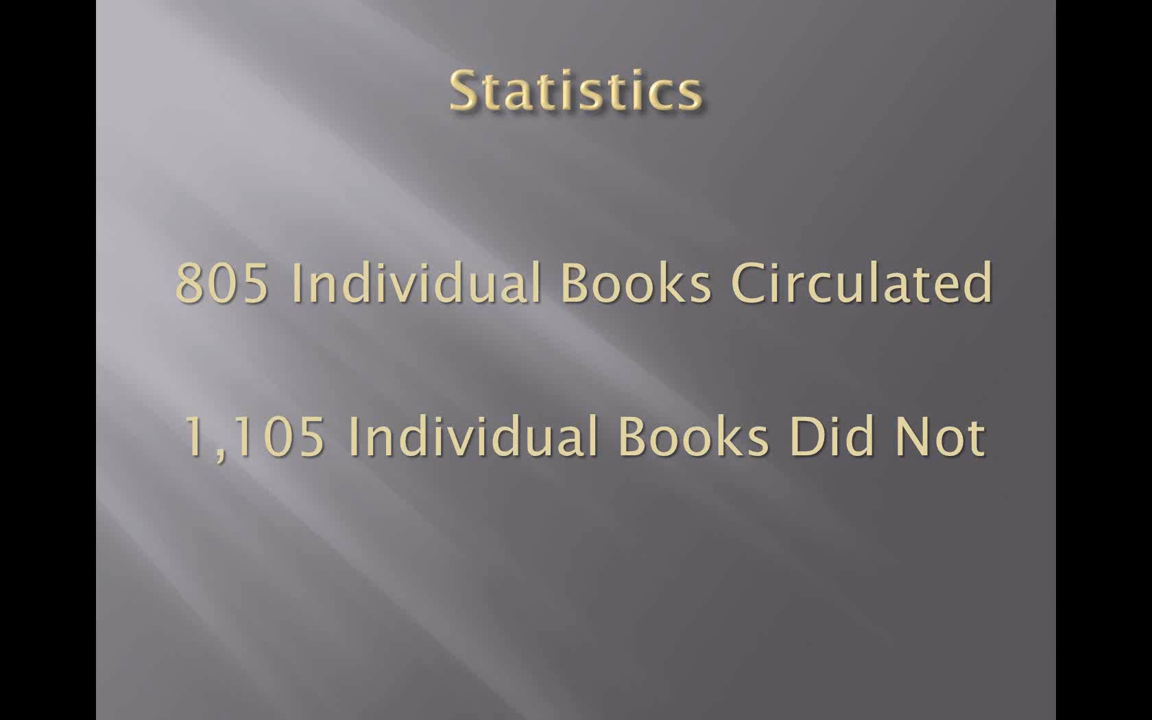 Statistics
805 Individual Books Circulated
1,105 Individual Books Did Not